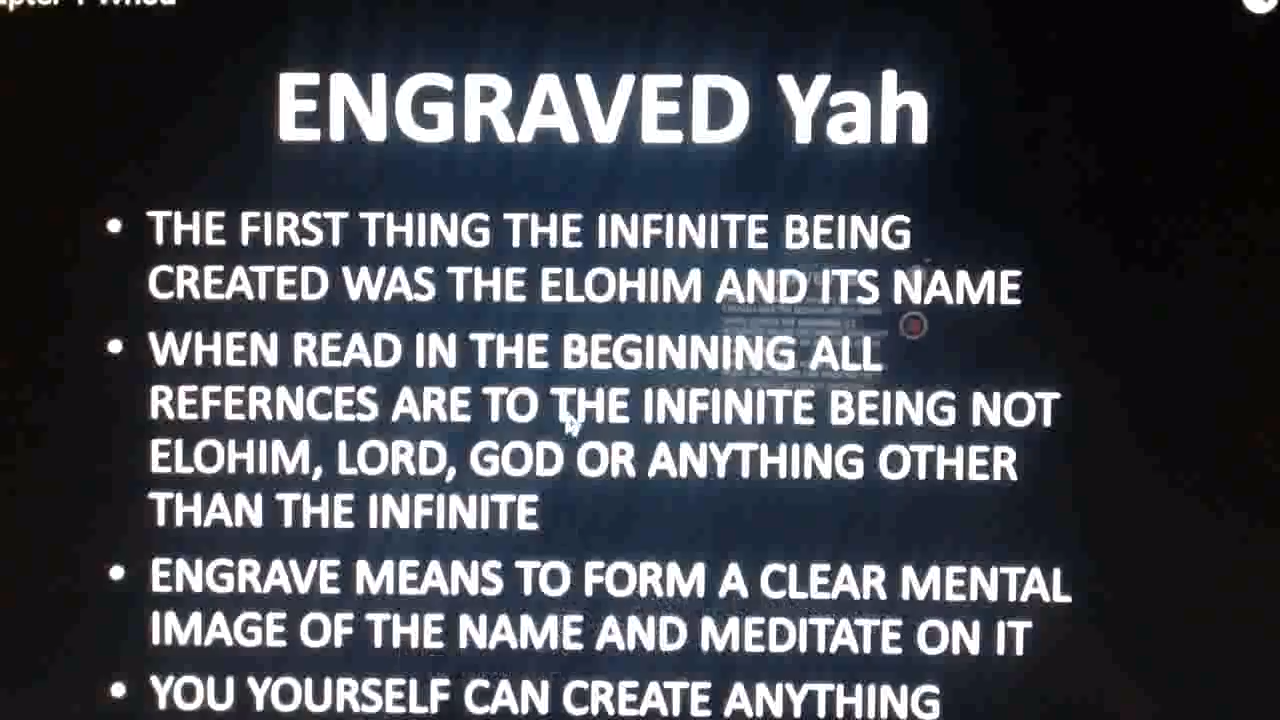 ENGRAVED Yah
• THE FIRST THING THE INFINITE BEING
CREATED WAS THE ELOHIM AND ITS NAME
• WHEN READ IN THE BEGINNING ALL
REFERNCES ARE TO THE INFINITE BEING NOT
ELOHIM, LORD, GOD OR ANYTHING OTHER
THAN THE INFINITE
• ENGRAVE MEANS TO FORM A CLEAR MENTAL
IMAGE OF THE NAME AND MEDITATE ON IT
• YOU YOURSELF CAN CREATE ANYTHING